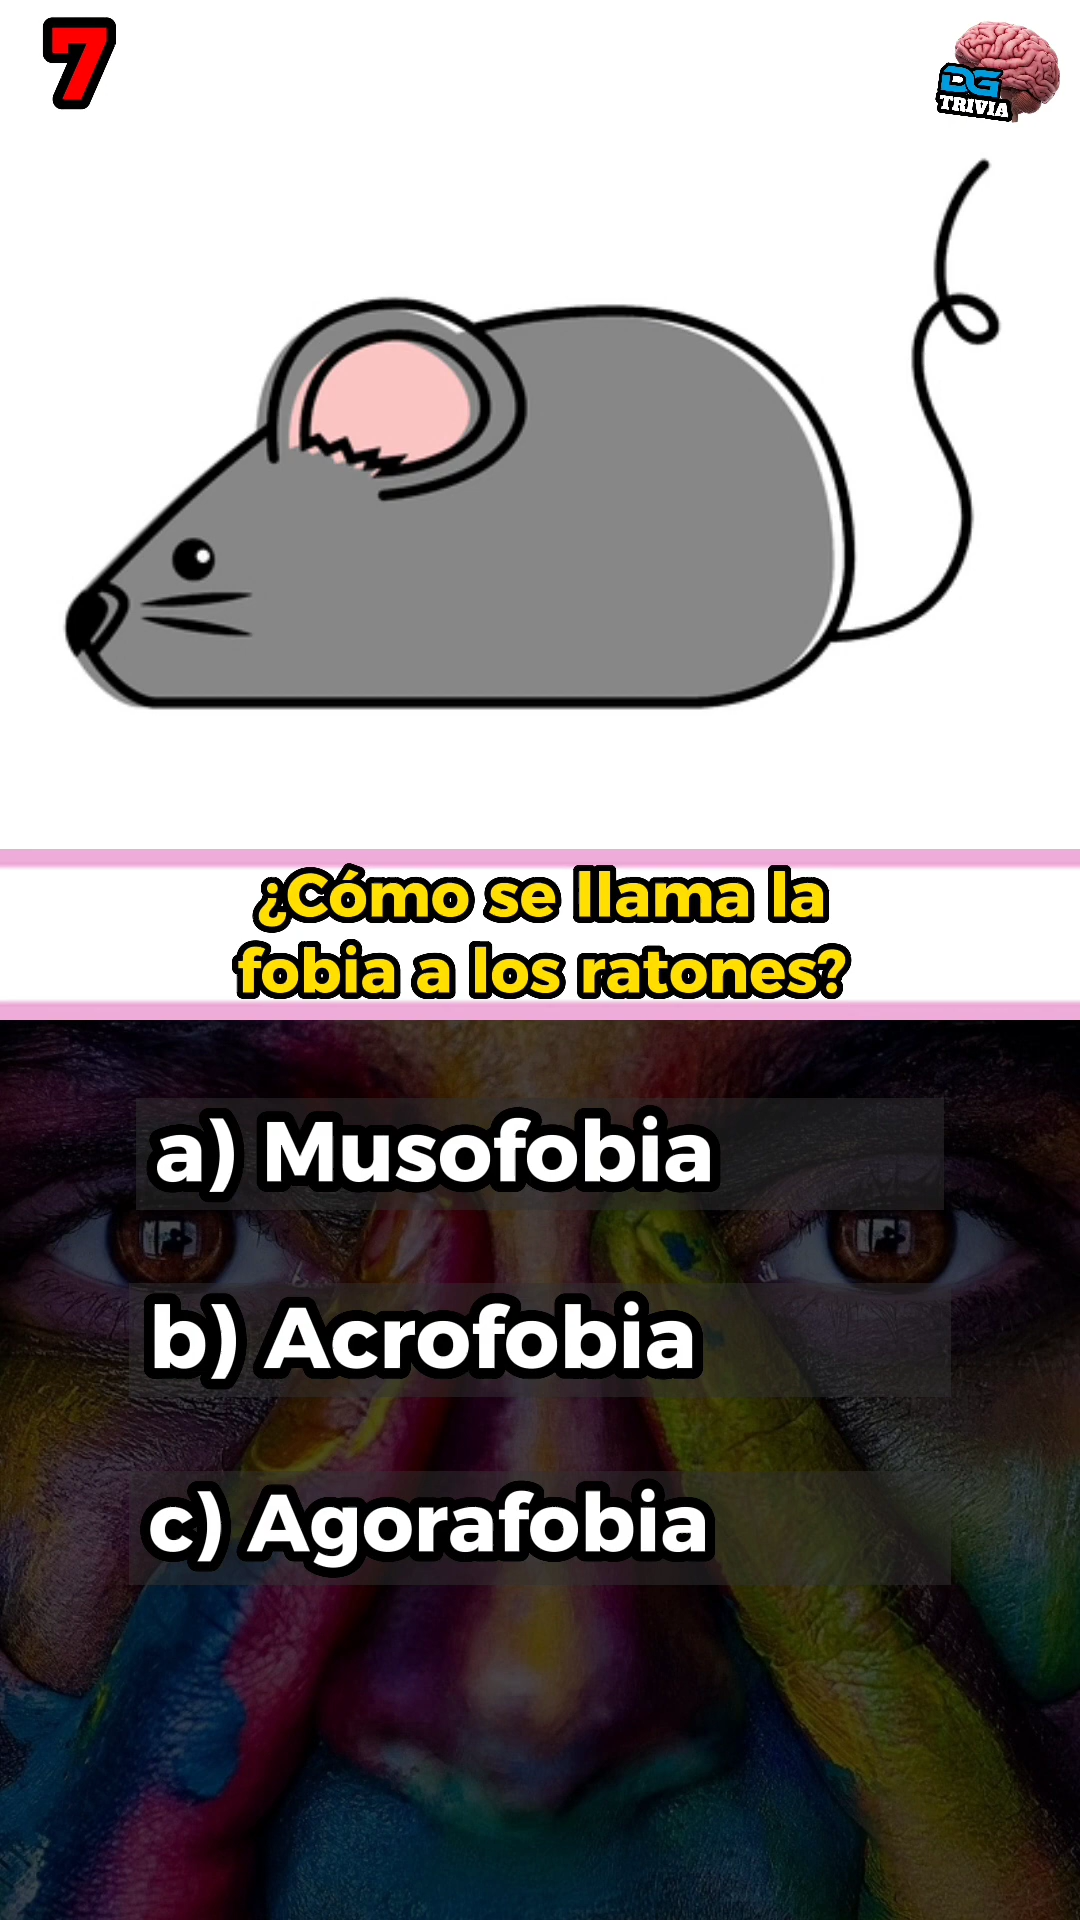 7
DG
TRIVIA
¿Cómo se llama la
fobia a los ratones?
a) Musofobia
b) Acrofobia
c) Agorafobia